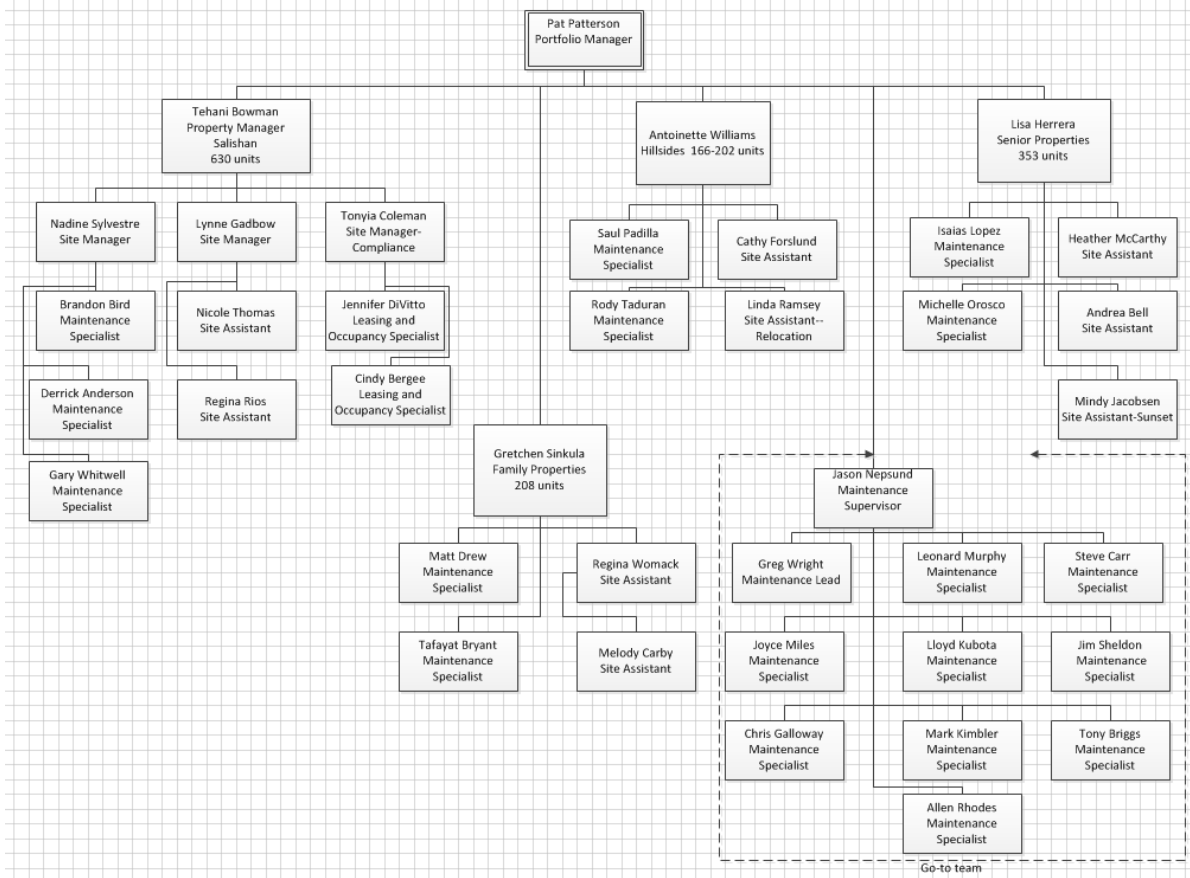 Pat Patterson
Portfolio Manager
Tehani Bowman
Property Manager
Salishan
630 units
Antoinette Williams
Hillsides  166-202 units
Lisa Herrera
Senior Properties
353 units
Nadine Sylvestre
Site Manager
Lynne Gadbow
Site Manager
Tonyia Coleman
Site Manager-
Compliance
Saul Padilla
Maintenance
Specialist
Cathy Forslund
Site Assistant
Isaias Lopez
Maintenance
Specialist
Heather McCarthy
Site Assistant
Brandon Bird
Maintenance
Specialist
Nicole Thomas
Site Assistant
Jennifer DiVitto
Leasing and
Occupancy Specialist
Rody Taduran
Maintenance
Specialist
Linda Ramsey
Site Assistant--
Relocation
Michelle Orosco
Maintenance
Specialist
Andrea Bell
Site Assistant
Derrick Anderson
Maintenance
Specialist
Regina Rios
Site Assistant
Cindy Bergee
Leasing and
Occupancy Specialist
Mindy Jacobsen
Site Assistant-Sunset
Gary Whitwell
Maintenance
Specialist
Gretchen Sinkula
Family Properties
208 units
Jason Nepsund
Maintenance
Supervisor
Matt Drew
Maintenance
Specialist
Regina Womack
Site Assistant
Greg Wright
Maintenance Lead
Leonard Murphy
Maintenance
Specialist
Steve Carr
Maintenance
Specialist
Tafayat Bryant
Maintenance
Specialist
Melody Carby
Site Assistant
Joyce Miles
Maintenance
Specialist
Lloyd Kubota
Maintenance
Specialist
Jim Sheldon
Maintenance
Specialist
Chris Galloway
Maintenance
Specialist
Mark Kimbler
Maintenance
Specialist
Tony Briggs
Maintenance
Specialist
Allen Rhodes
Maintenance
Specialist
Go-to team